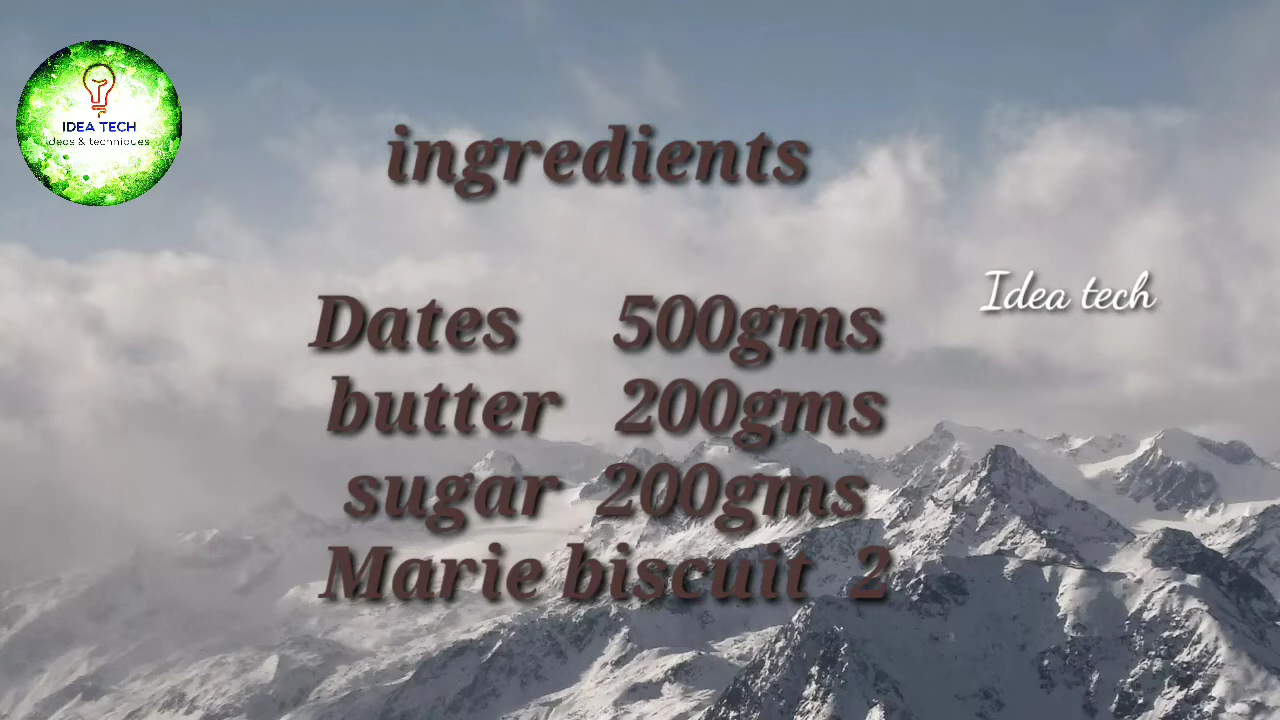 IDEA TECH
ideas & techniques
ingredients
Idea tech
Dates 500gms
butter 200gms
sugar 200gms
Marie biscuit 2